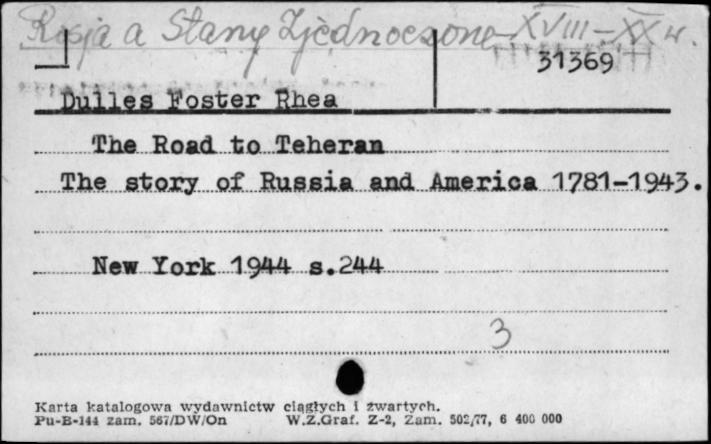 Rosja a Stany Zjednoczone XVIII-XX w.
31369
Dulles Foster Rhea
The Road to Teheran
The story of Russia and America 1781-1943.
New York 1944 s.244
3
Karta katalogowa wydawnictw ciągłych i zwartych.
Pu-B-144 zam. 567/DW/On W.Z.Graf. Z-2, Zam. 502/77, 6 400 000